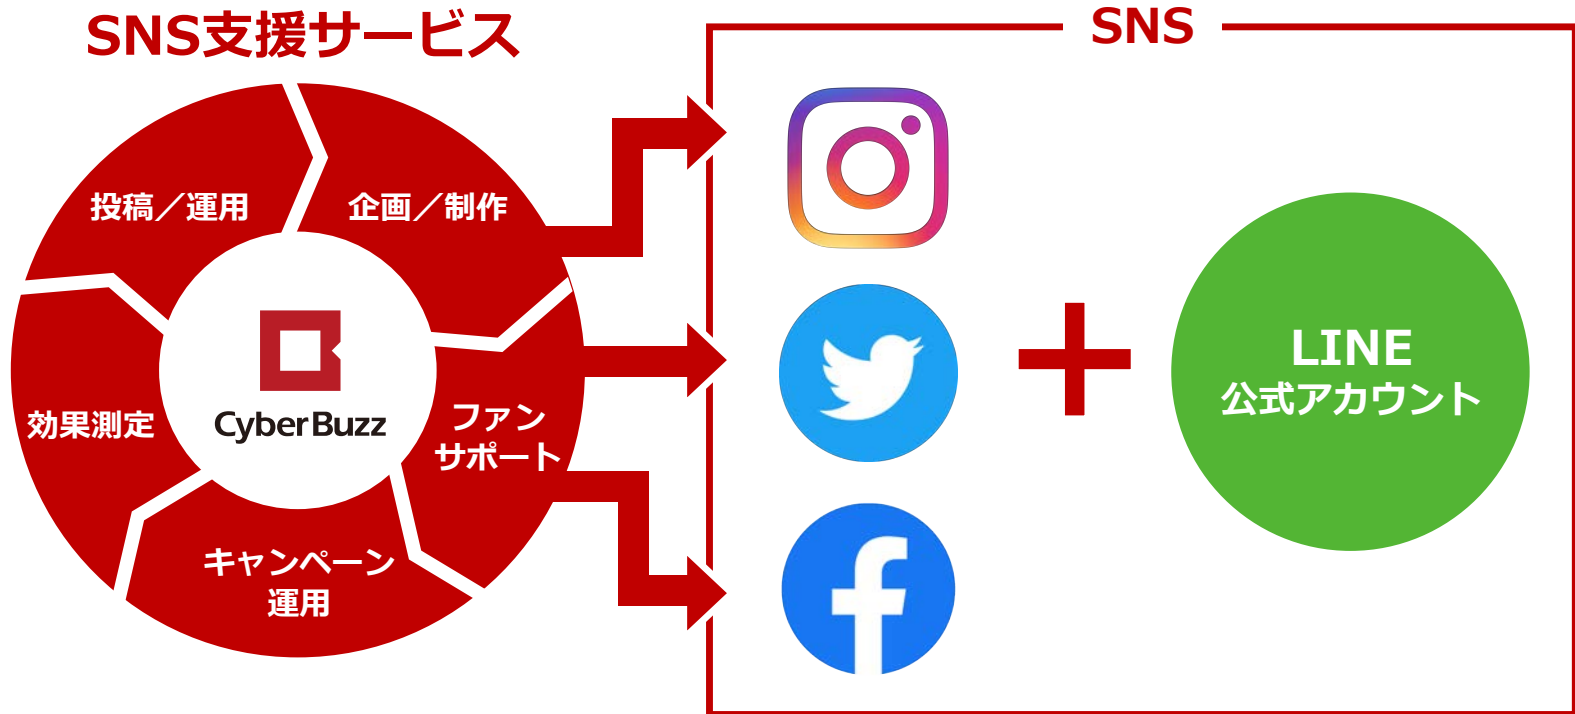 SNS支援サービス
SNS
投稿／運用
企画／制作
効果測定
CyberBuzz
ファン
サポート
キャンペーン
運用
LINE
公式アカウント